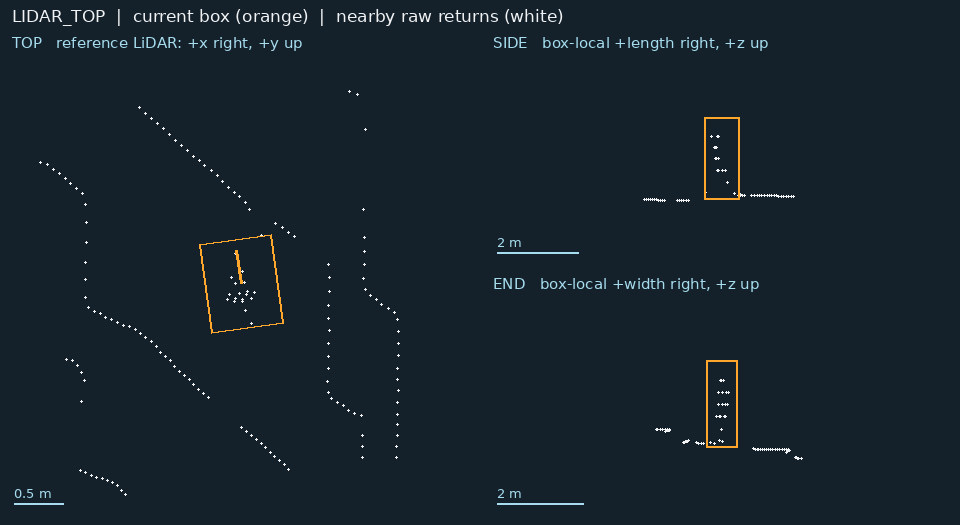 LIDAR_TOP | current box (orange) | nearby raw returns (white)
TOP reference LiDAR: +x right, +y up
SIDE box-local +length right, +z up
2 m
END box-local +width right, +z up
0.5 m
2 m